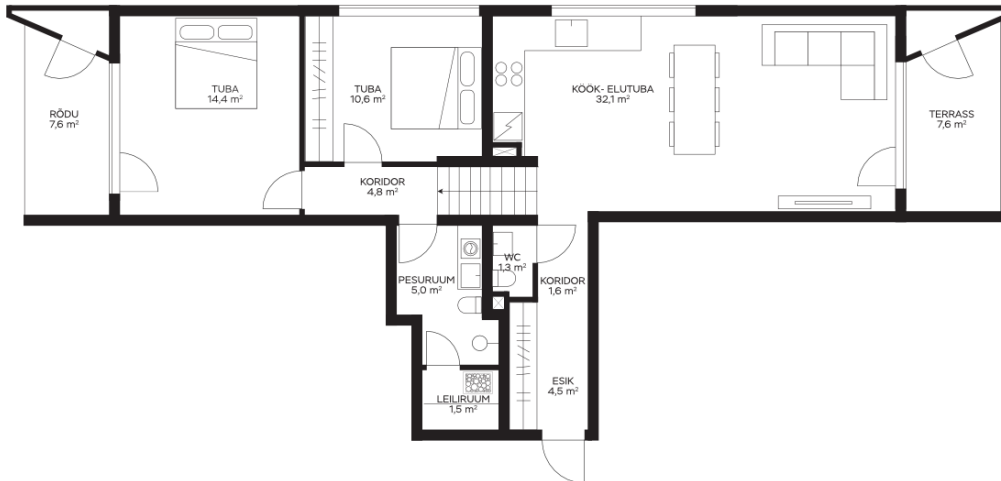 TUBA
14,4 m²
TUBA
10,6 m²
KÖÖK- ELUTUBA
32,1 m²
RÕDU
7,6 m²
TERRASS
7,6 m²
KORIDOR
4,8 m²
WC
1,3 m²
PESURUUM
5,0 m²
KORIDOR
1,6 m²
ESIK
4,5 m²
LEILIRUUM
1,5 m²